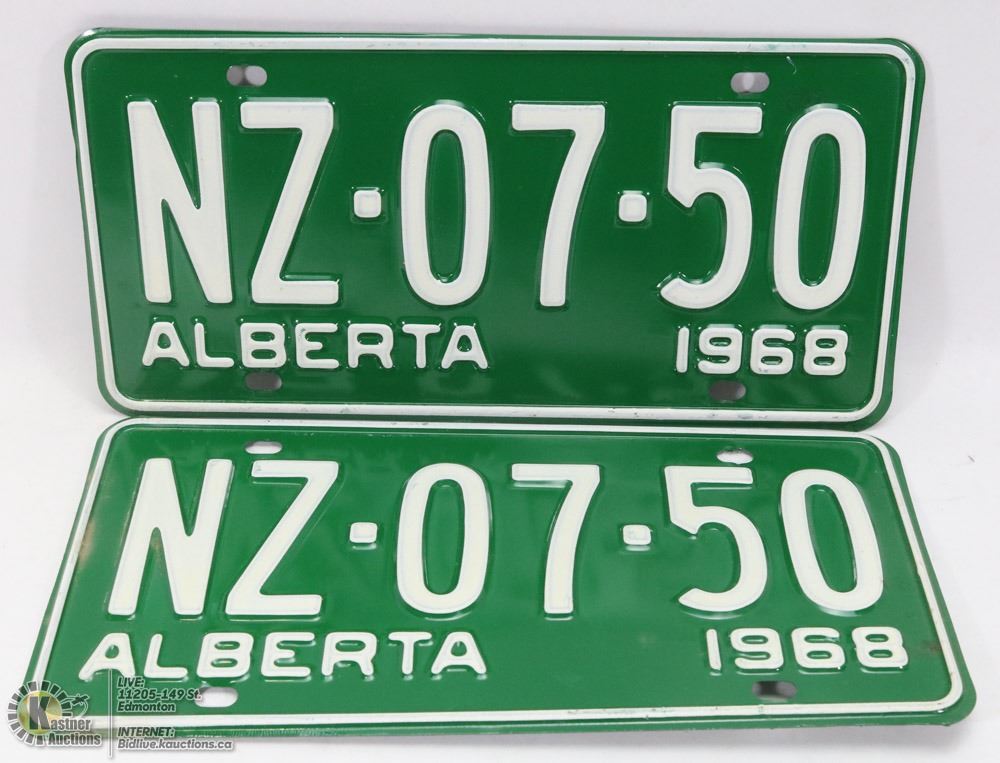 NZ·07·50
ALBERTA 1968
NZ·07·50
ALBERTA 1968
LIVE:
11205-149 St.
Edmonton
Kastner
Auctions
INTERNET:
Bidlive.kauctions.ca